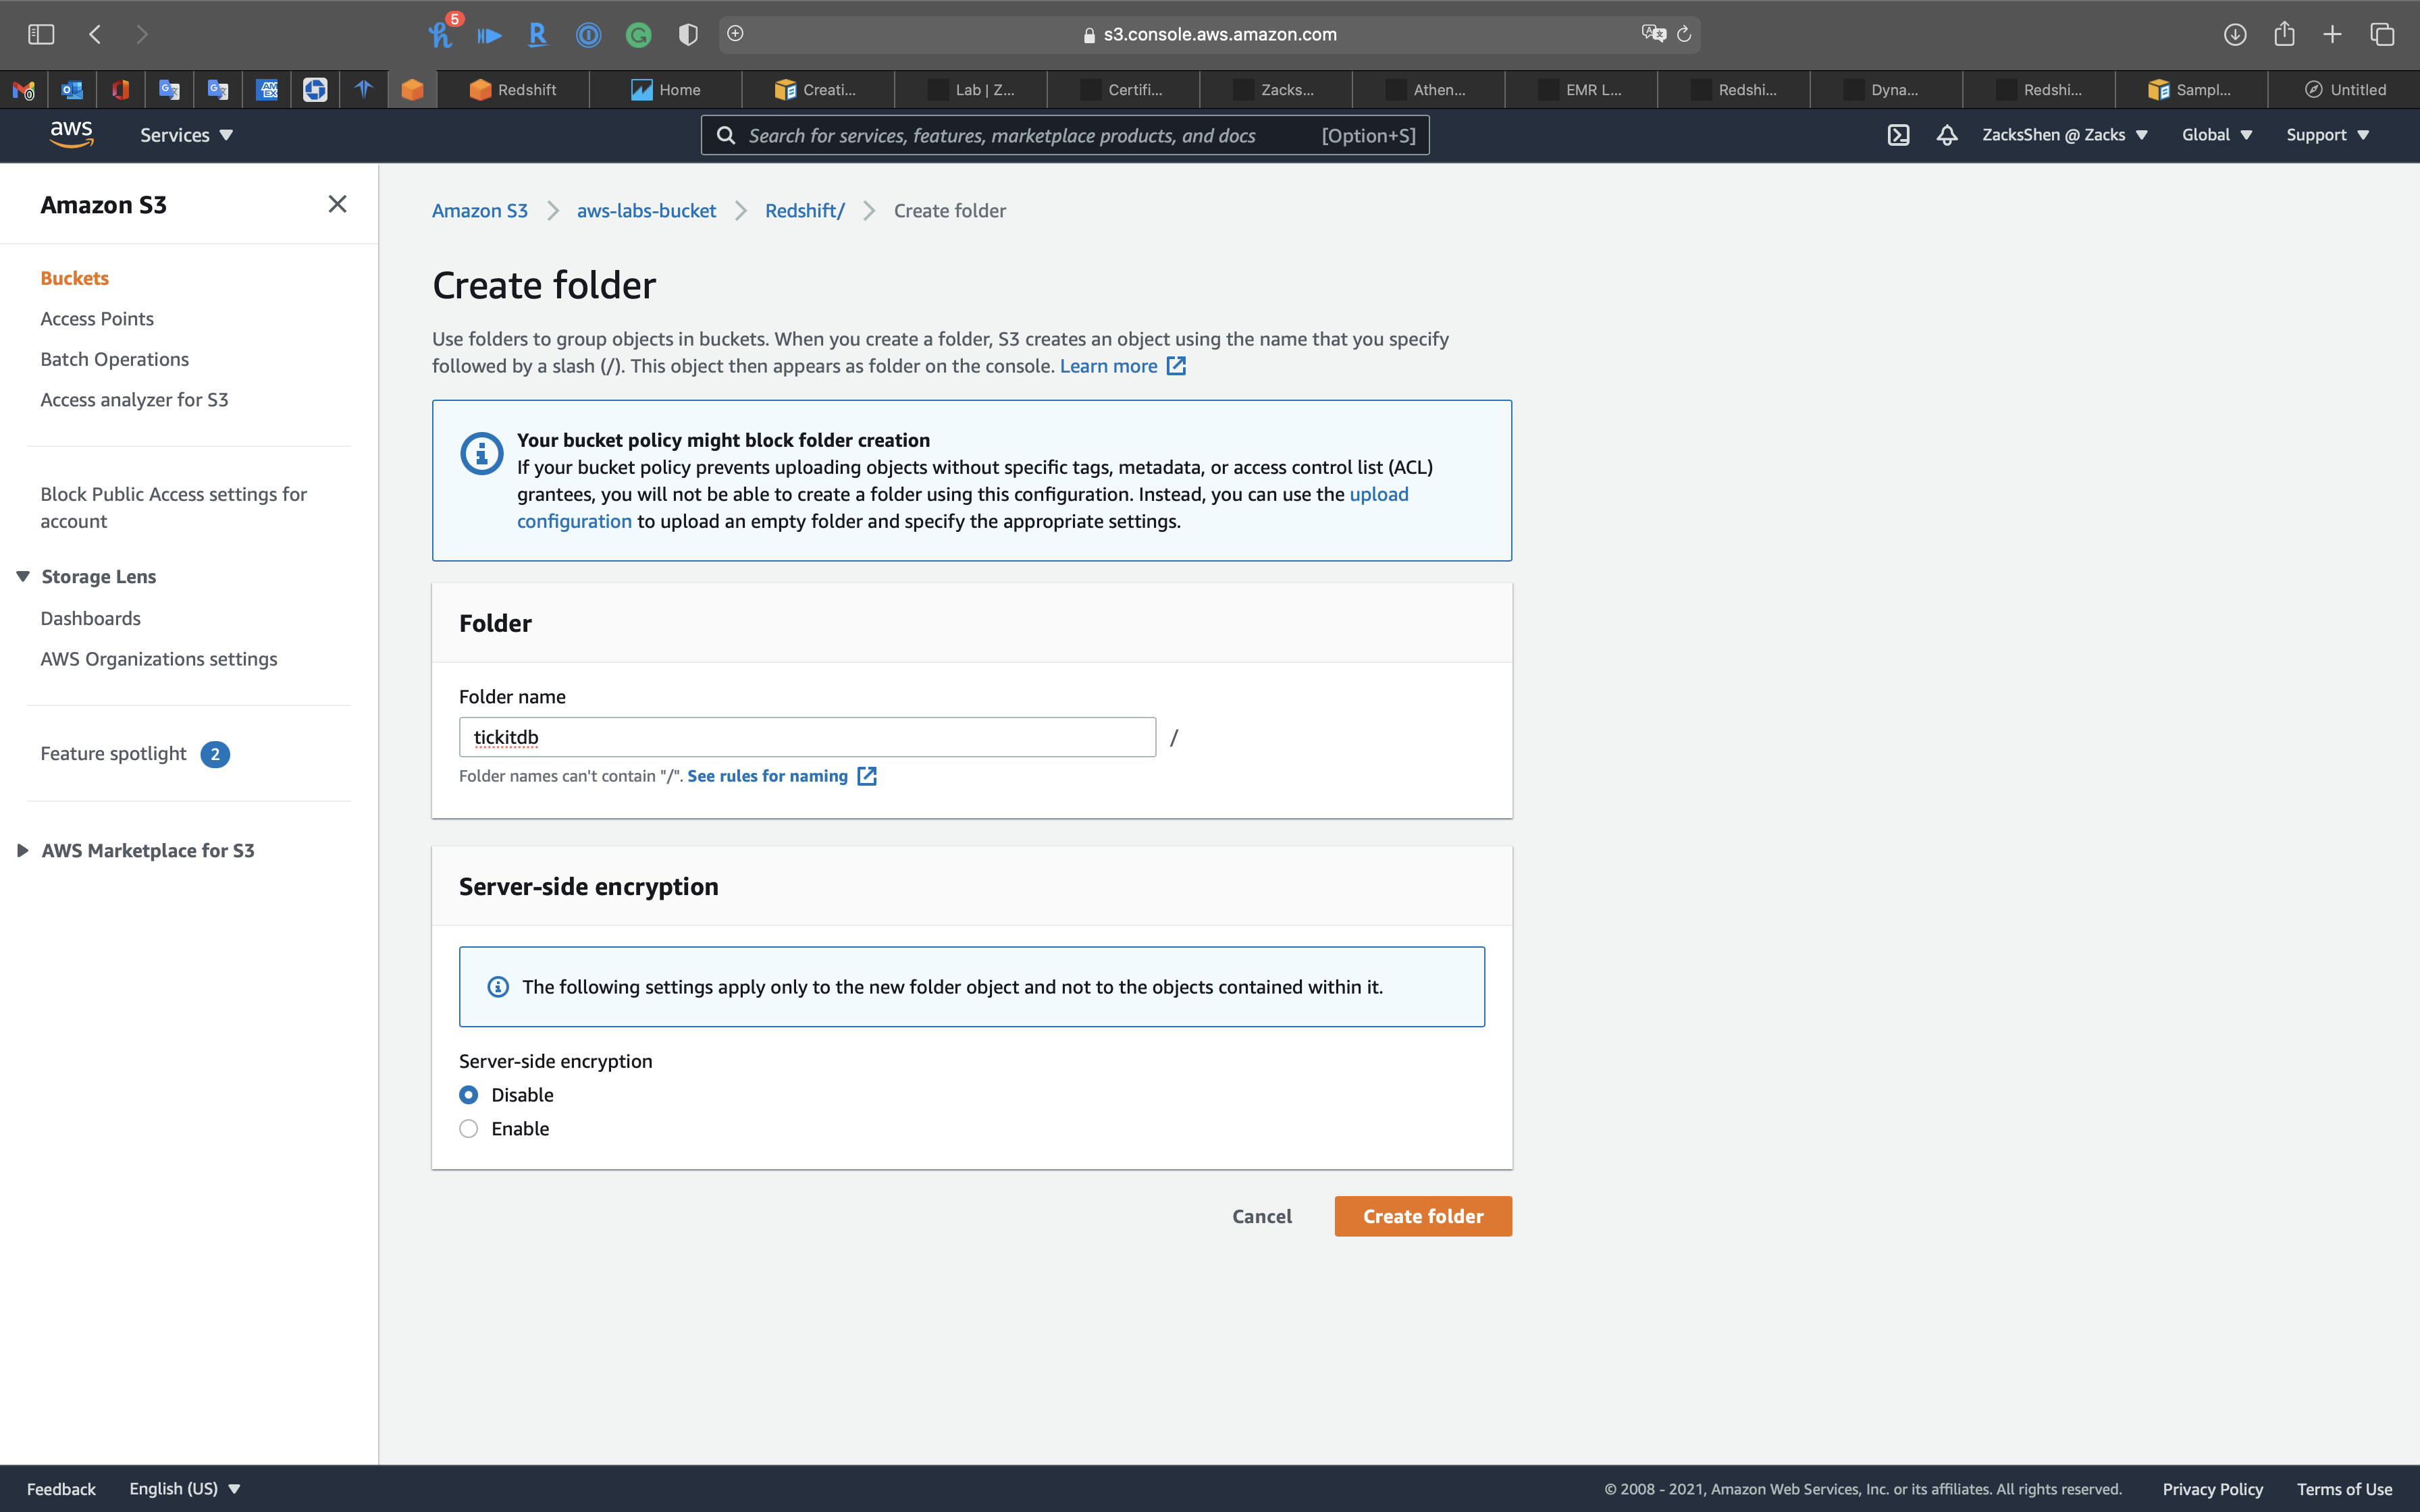 5
s3.console.aws.amazon.com
Redshift
Home
Creati...
Lab | Z...
Certifi...
Zacks...
Athen...
EMR L...
Redshi...
Dyna...
Redshi...
Sampl...
Untitled
aws
Services
Search for services, features, marketplace products, and docs [Option+S]
ZacksShen @ Zacks
Global
Support
Amazon S3
Buckets
Access Points
Batch Operations
Access analyzer for S3
Block Public Access settings for
account
Storage Lens
Dashboards
AWS Organizations settings
Feature spotlight 2
AWS Marketplace for S3
Amazon S3 > aws-labs-bucket > Redshift/ > Create folder
Create folder
Use folders to group objects in buckets. When you create a folder, S3 creates an object using the name that you specify
followed by a slash (/). This object then appears as folder on the console. Learn more
Your bucket policy might block folder creation
If your bucket policy prevents uploading objects without specific tags, metadata, or access control list (ACL)
grantees, you will not be able to create a folder using this configuration. Instead, you can use the upload
configuration to upload an empty folder and specify the appropriate settings.
Folder
Folder name
tickitdb /
Folder names can't contain "/". See rules for naming
Server-side encryption
The following settings apply only to the new folder object and not to the objects contained within it.
Server-side encryption
Disable
Enable
Cancel
Create folder
Feedback
English (US)
© 2008 - 2021, Amazon Web Services, Inc. or its affiliates. All rights reserved.
Privacy Policy
Terms of Use